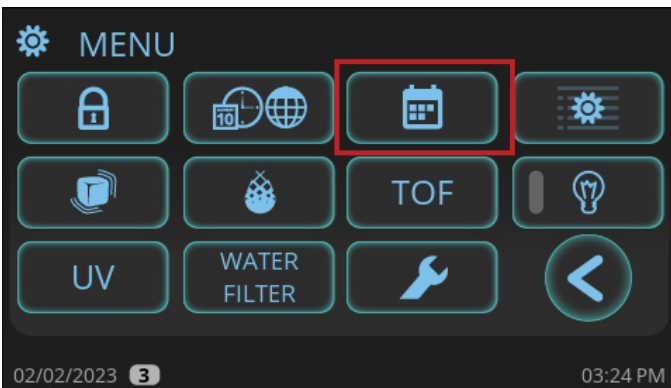 MENU
10
TOF
UV
WATER
FILTER
02/02/2023 3
03:24 PM